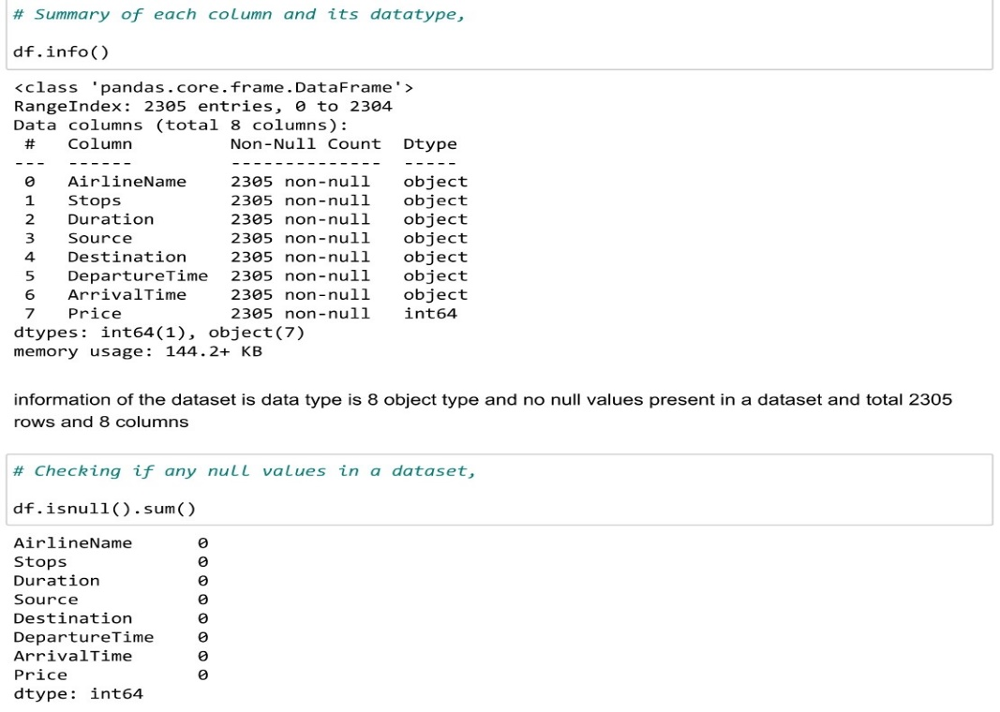 # Summary of each column and its datatype,
df.info()
<class 'pandas.core.frame.DataFrame'>
RangeIndex: 2305 entries, 0 to 2304
Data columns (total 8 columns):
 #   Column         Non-Null Count  Dtype
---  ------         --------------  -----
 0   AirlineName    2305 non-null   object
 1   Stops          2305 non-null   object
 2   Duration       2305 non-null   object
 3   Source         2305 non-null   object
 4   Destination    2305 non-null   object
 5   DepartureTime  2305 non-null   object
 6   ArrivalTime    2305 non-null   object
 7   Price          2305 non-null   int64
dtypes: int64(1), object(7)
memory usage: 144.2+ KB
information of the dataset is data type is 8 object type and no null values present in a dataset and total 2305
rows and 8 columns
# Checking if any null values in a dataset,
df.isnull().sum()
AirlineName      0
Stops            0
Duration         0
Source           0
Destination      0
DepartureTime    0
ArrivalTime      0
Price            0
dtype: int64